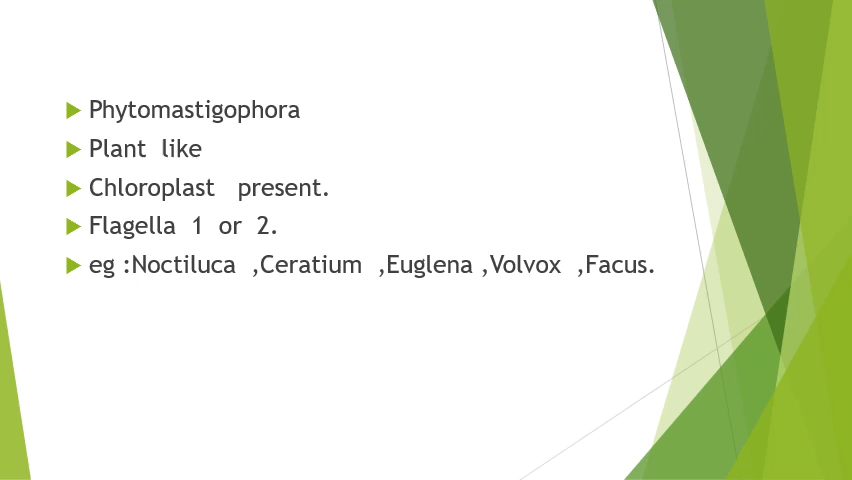 Phytomastigophora
Plant like
Chloroplast present.
Flagella 1 or 2.
eg :Noctiluca ,Ceratium ,Euglena ,Volvox ,Facus.